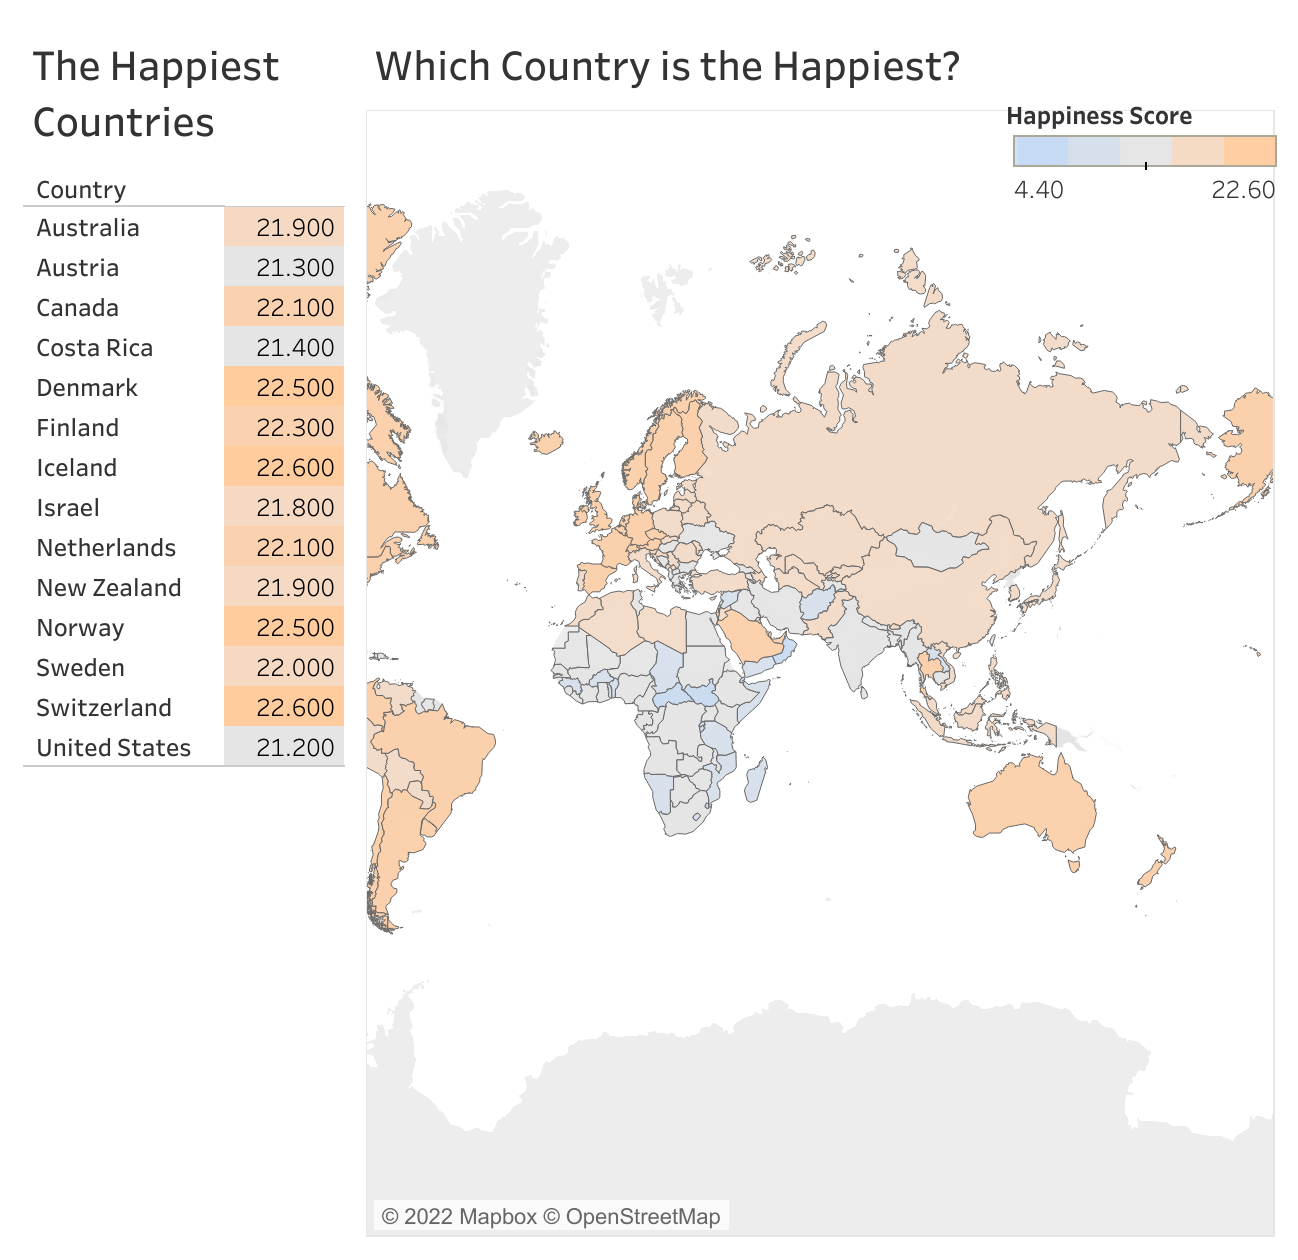 The Happiest
Countries
Country
Australia 21.900
Austria 21.300
Canada 22.100
Costa Rica 21.400
Denmark 22.500
Finland 22.300
Iceland 22.600
Israel 21.800
Netherlands 22.100
New Zealand 21.900
Norway 22.500
Sweden 22.000
Switzerland 22.600
United States 21.200
Which Country is the Happiest?
Happiness Score
4.40 22.60
© 2022 Mapbox © OpenStreetMap